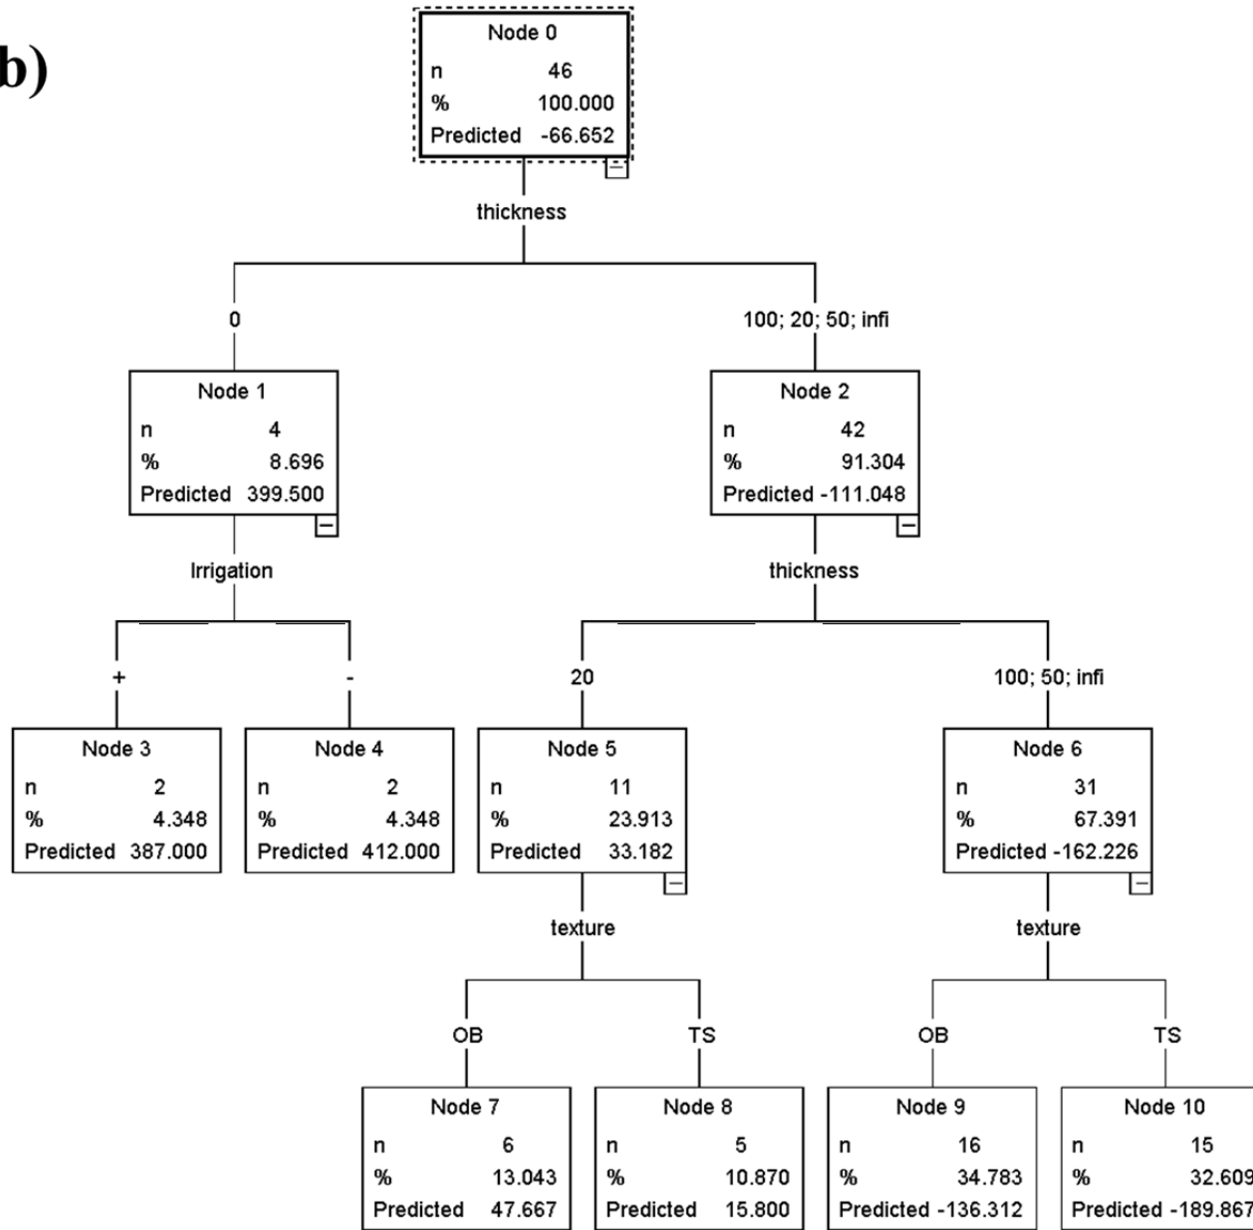 b)
Node 0
n 46
% 100.000
Predicted -66.652
thickness
0
100; 20; 50; infi
Node 1
n 4
% 8.696
Predicted 399.500
Node 2
n 42
% 91.304
Predicted -111.048
Irrigation
thickness
+
-
20
100; 50; infi
Node 3
n 2
% 4.348
Predicted 387.000
Node 4
n 2
% 4.348
Predicted 412.000
Node 5
n 11
% 23.913
Predicted 33.182
Node 6
n 31
% 67.391
Predicted -162.226
texture
texture
OB
TS
OB
TS
Node 7
n 6
% 13.043
Predicted 47.667
Node 8
n 5
% 10.870
Predicted 15.800
Node 9
n 16
% 34.783
Predicted -136.312
Node 10
n 15
% 32.609
Predicted -189.867